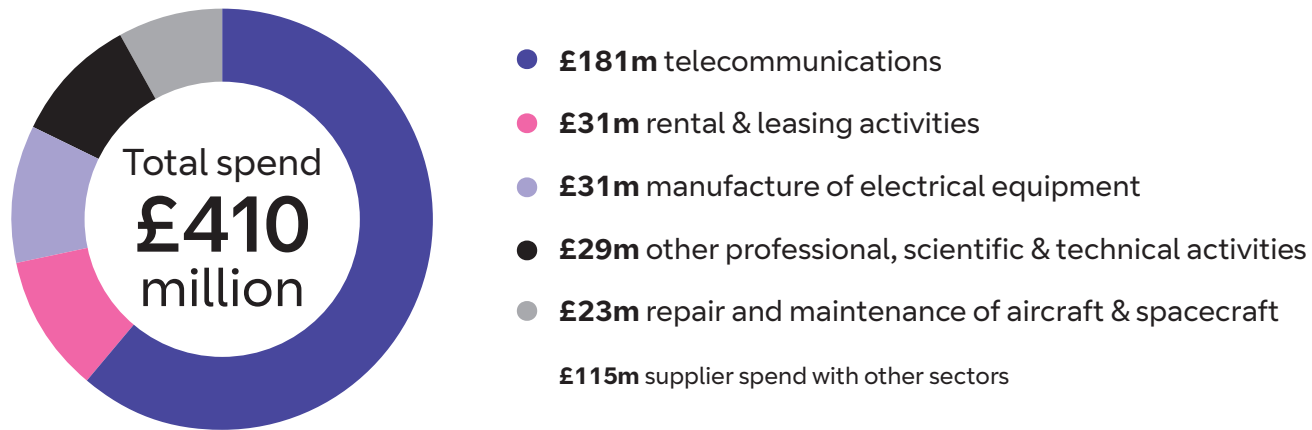 Total spend
£410
million
£181m telecommunications
£31m rental & leasing activities
£31m manufacture of electrical equipment
£29m other professional, scientific & technical activities
£23m repair and maintenance of aircraft & spacecraft
£115m supplier spend with other sectors